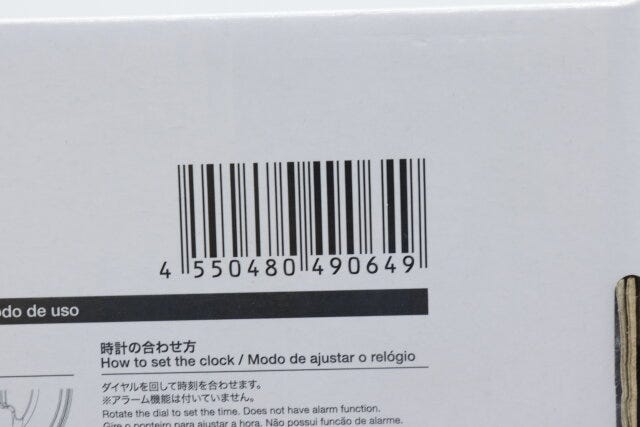 4 550480 490649
odo de uso
時計の合わせ方
How to set the clock / Modo de ajustar o relógio
ダイヤルを回して時刻を合わせます。
※アラーム機能は付いていません。
Rotate the dial to set the time. Does not have alarm function.
Gire o ponteiro para ajustar a hora. Não possui função de alarme.